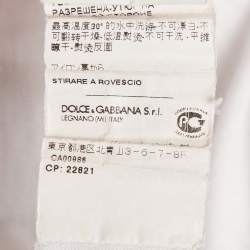 РАЗРЕШЕНА-УТЮЖКА
最高温度30°的水中洗涤-不可漂白-不
可翻转干燥-低温熨烫-不可干洗-平摊
晾干-熨烫反面
アイロン裏から
STIRARE A ROVESCIO
DOLCE & GABBANA S.r.l.
LEGNANO (MI) ITALY
東京都港区北青山3-6-7-8F
CA00986
CP: 22621